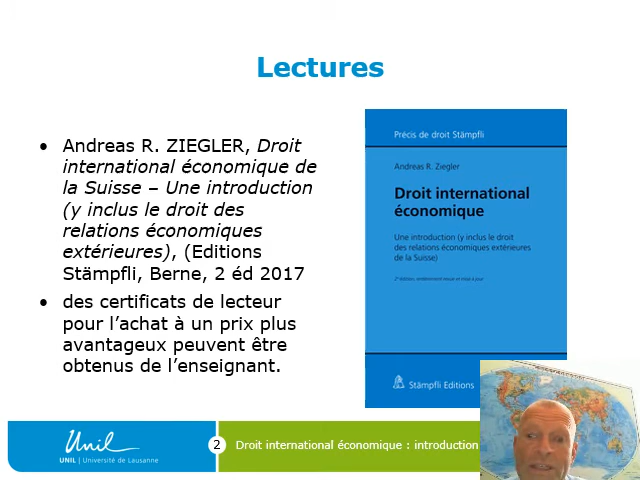 Lectures
• Andreas R. ZIEGLER, Droit
international économique de
la Suisse – Une introduction
(y inclus le droit des
relations économiques
extérieures), (Editions
Stämpfli, Berne, 2 éd 2017
• des certificats de lecteur
pour l’achat à un prix plus
avantageux peuvent être
obtenus de l’enseignant.
Précis de droit Stämpfli
Andreas R. Ziegler
Droit international
économique
Une introduction (y inclus le droit
des relations économiques extérieures
de la Suisse)
2e édition, entièrement revue et mise à jour
Stämpfli Editions
Unil
UNIL | Université de Lausanne
2
Droit international économique : introduction